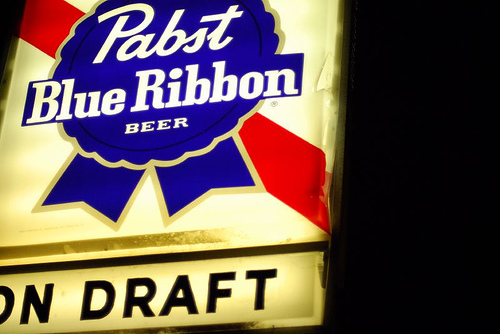 Pabst
Blue Ribbon
BEER
®
ON DRAFT